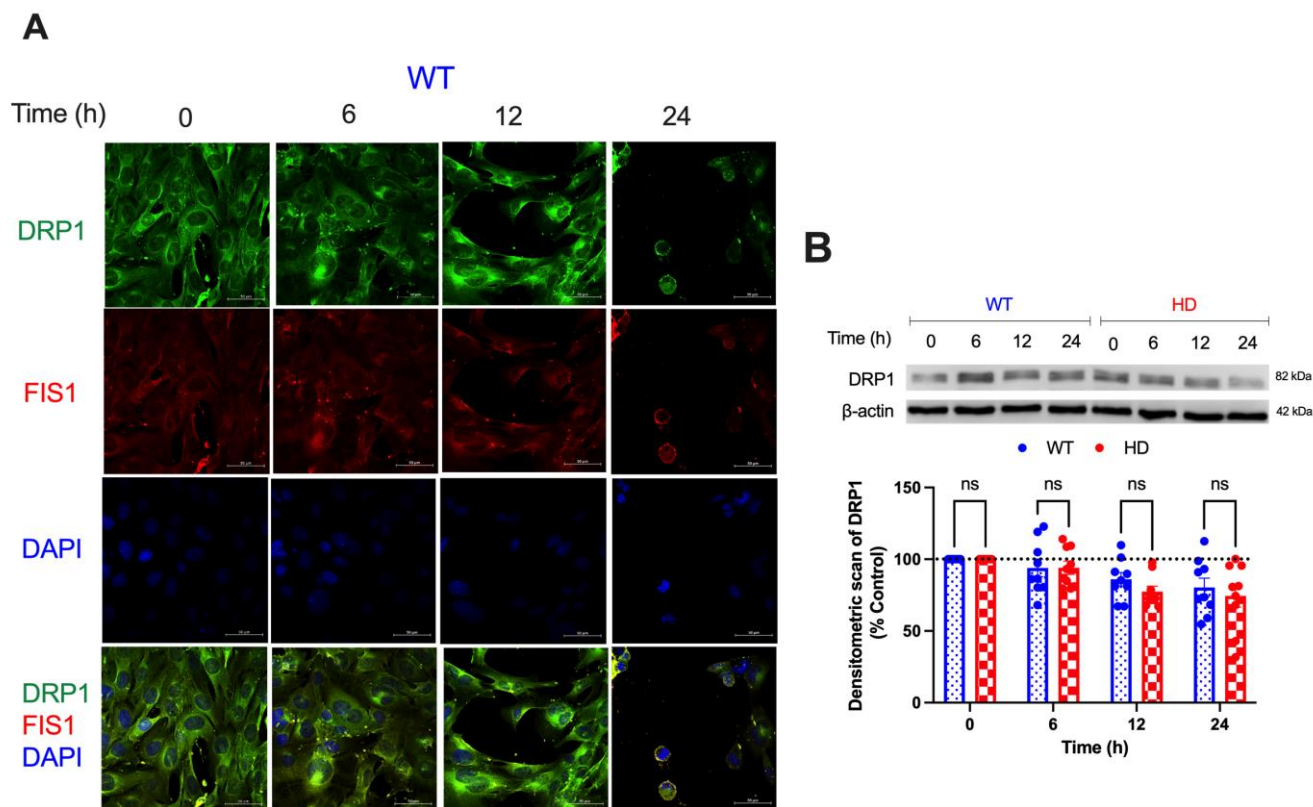 A
WT
Time (h) 0 6 12 24
DRP1
FIS1
DAPI
DRP1
FIS1
DAPI
B
WT HD
Time (h) 0 6 12 24 0 6 12 24
DRP1 82 kDa
β-actin 42 kDa
WT HD
ns ns ns ns
150
100
50
0
Densitometric scan of DRP1
(% Control)
0 6 12 24
Time (h)